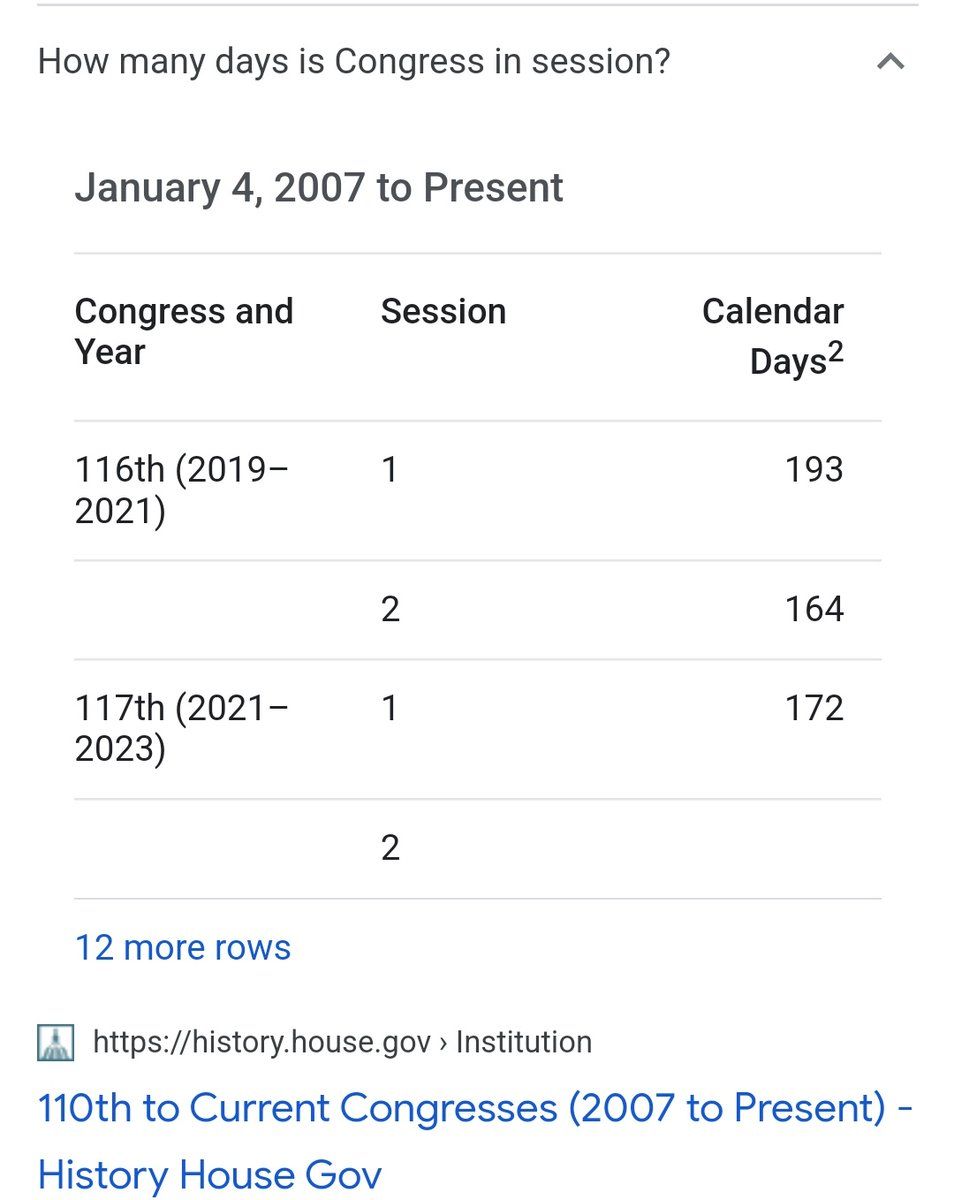 How many days is Congress in session?
January 4, 2007 to Present
Congress and Year Session Calendar Days2
116th (2019–2021) 1 193
2 164
117th (2021–2023) 1 172
2
12 more rows
https://history.house.gov › Institution
110th to Current Congresses (2007 to Present) -
History House Gov